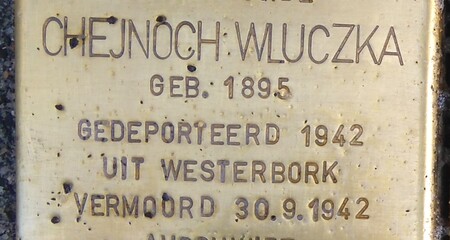 CHEJNOCH WLUCZKA
GEB. 1895
GEDEPORTEERD 1942
UIT WESTERBORK
VERMOORD 30.9.1942